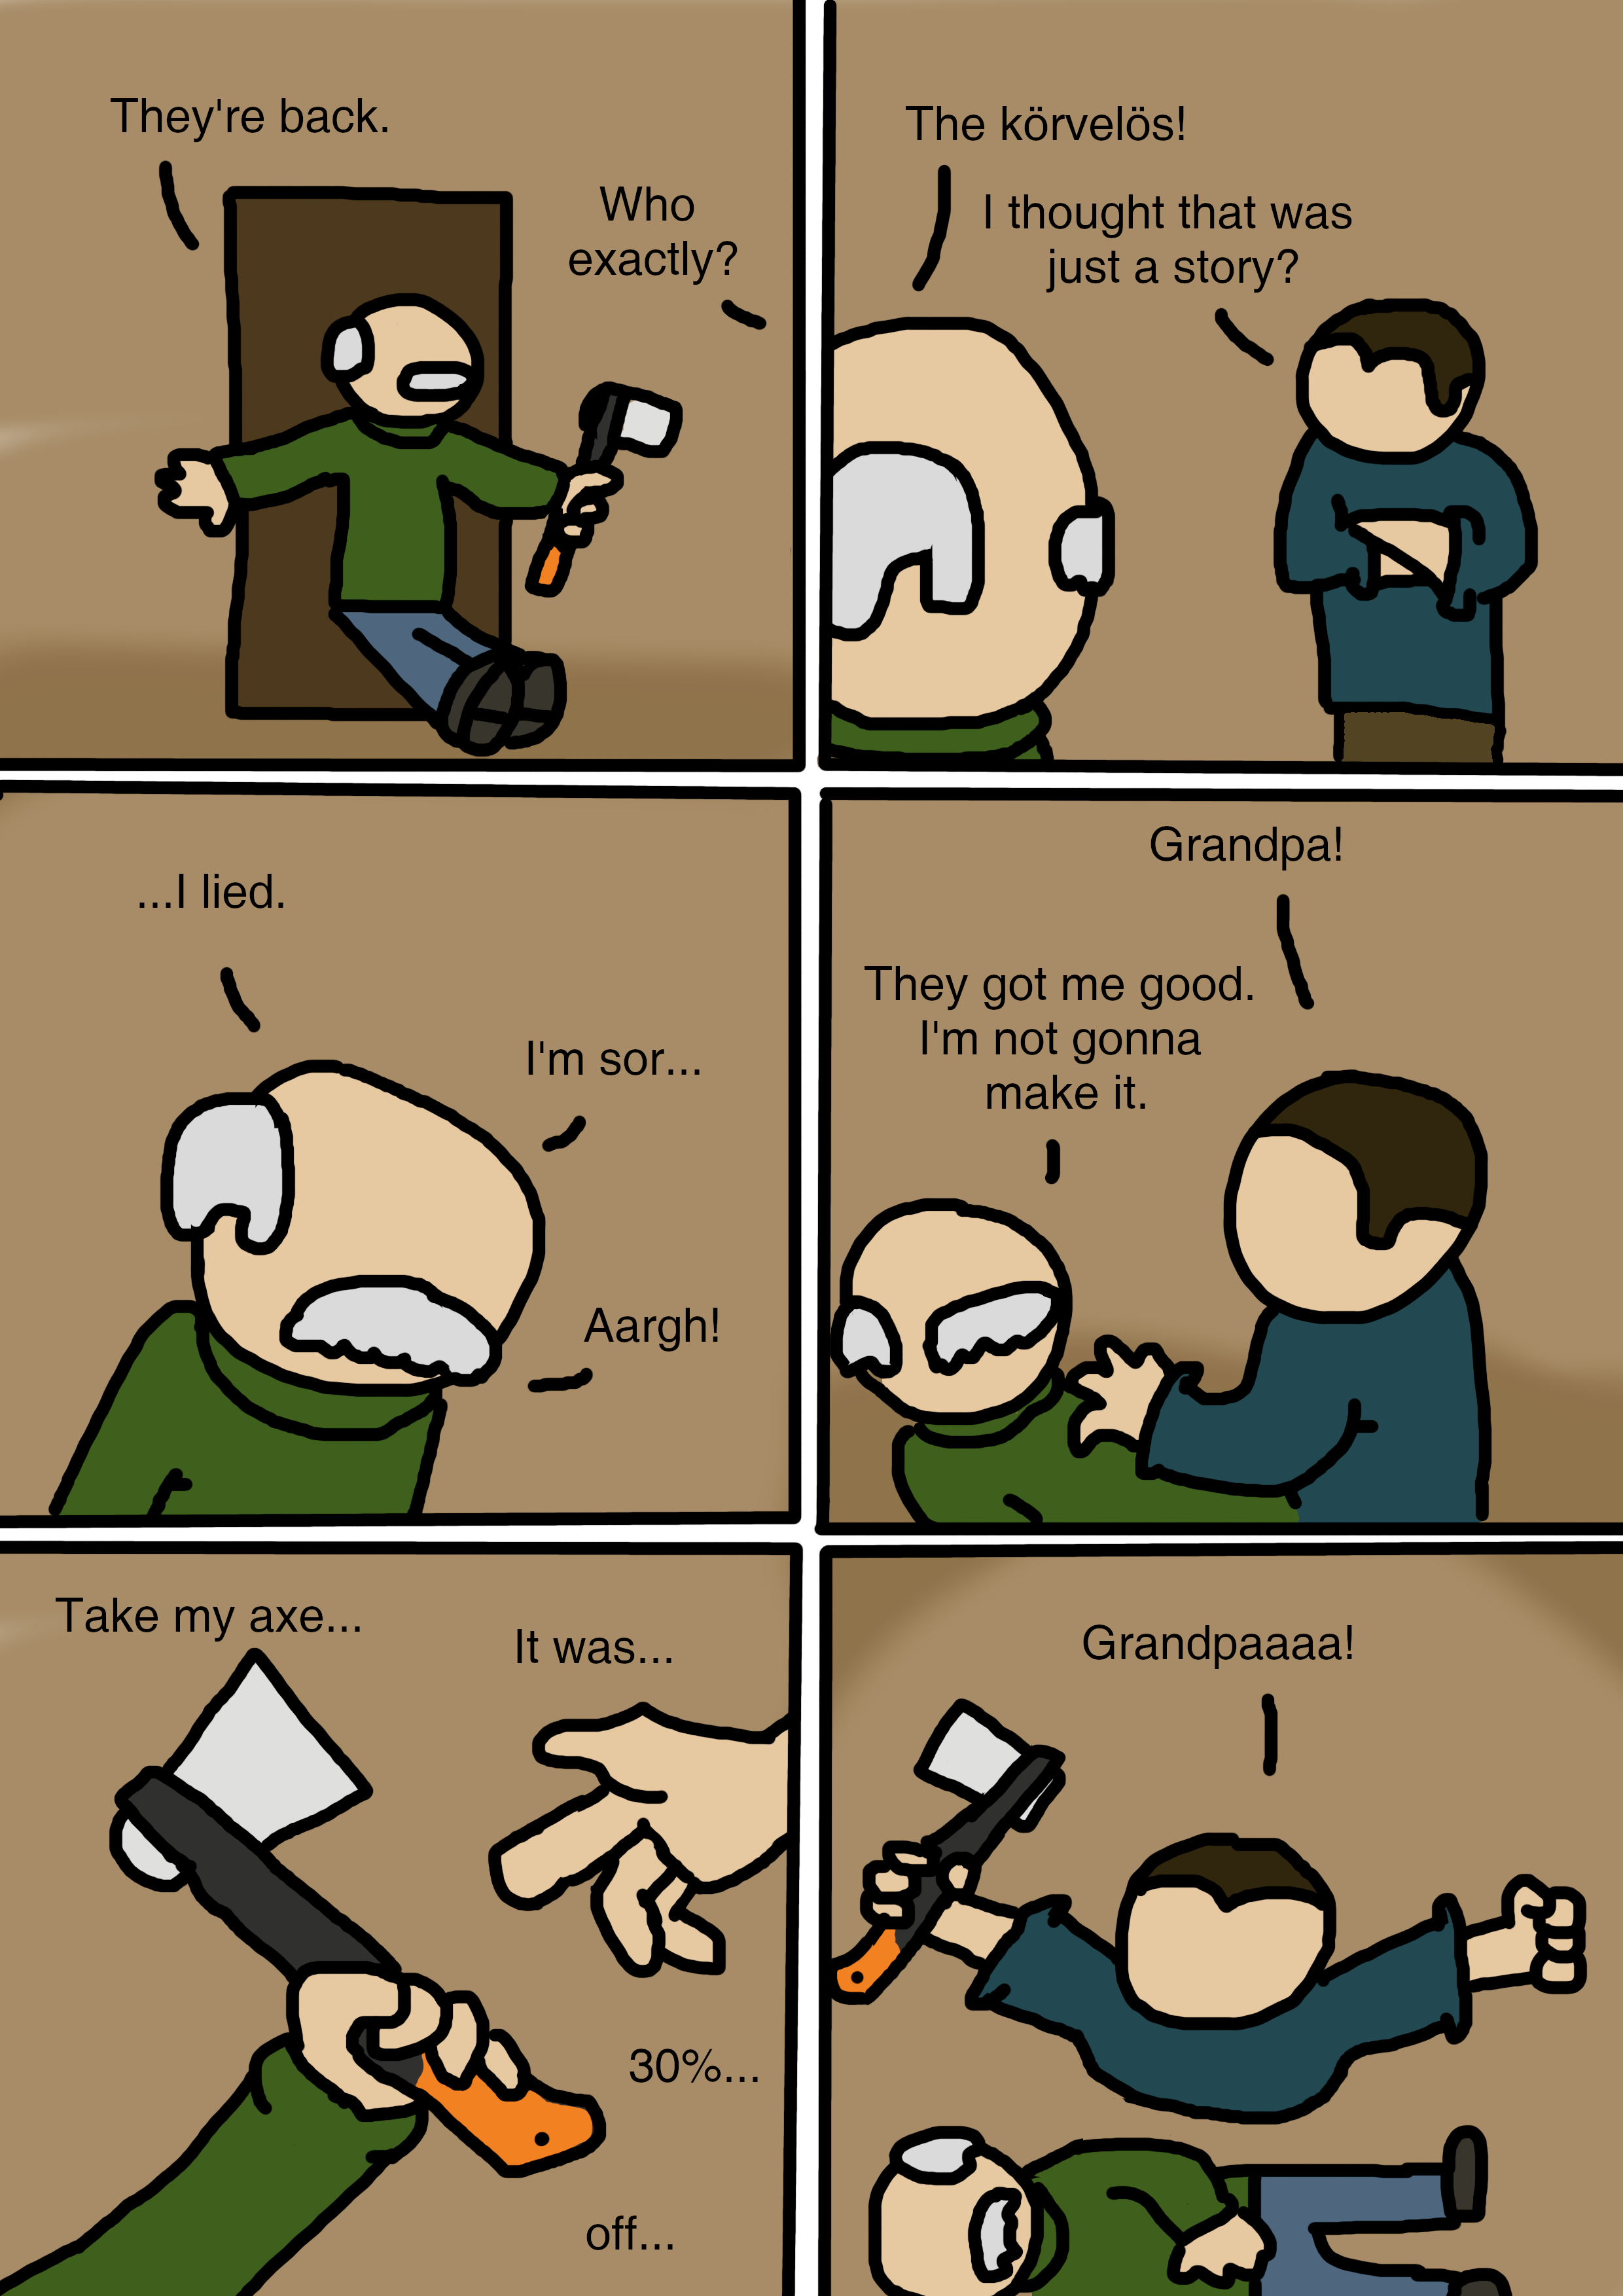 They're back.
Who
exactly?
The körvelös!
I thought that was
just a story?
...I lied.
I'm sor...
Aargh!
Grandpa!
They got me good.
I'm not gonna
make it.
Take my axe...
It was...
30%...
off...
Grandpaaaa!